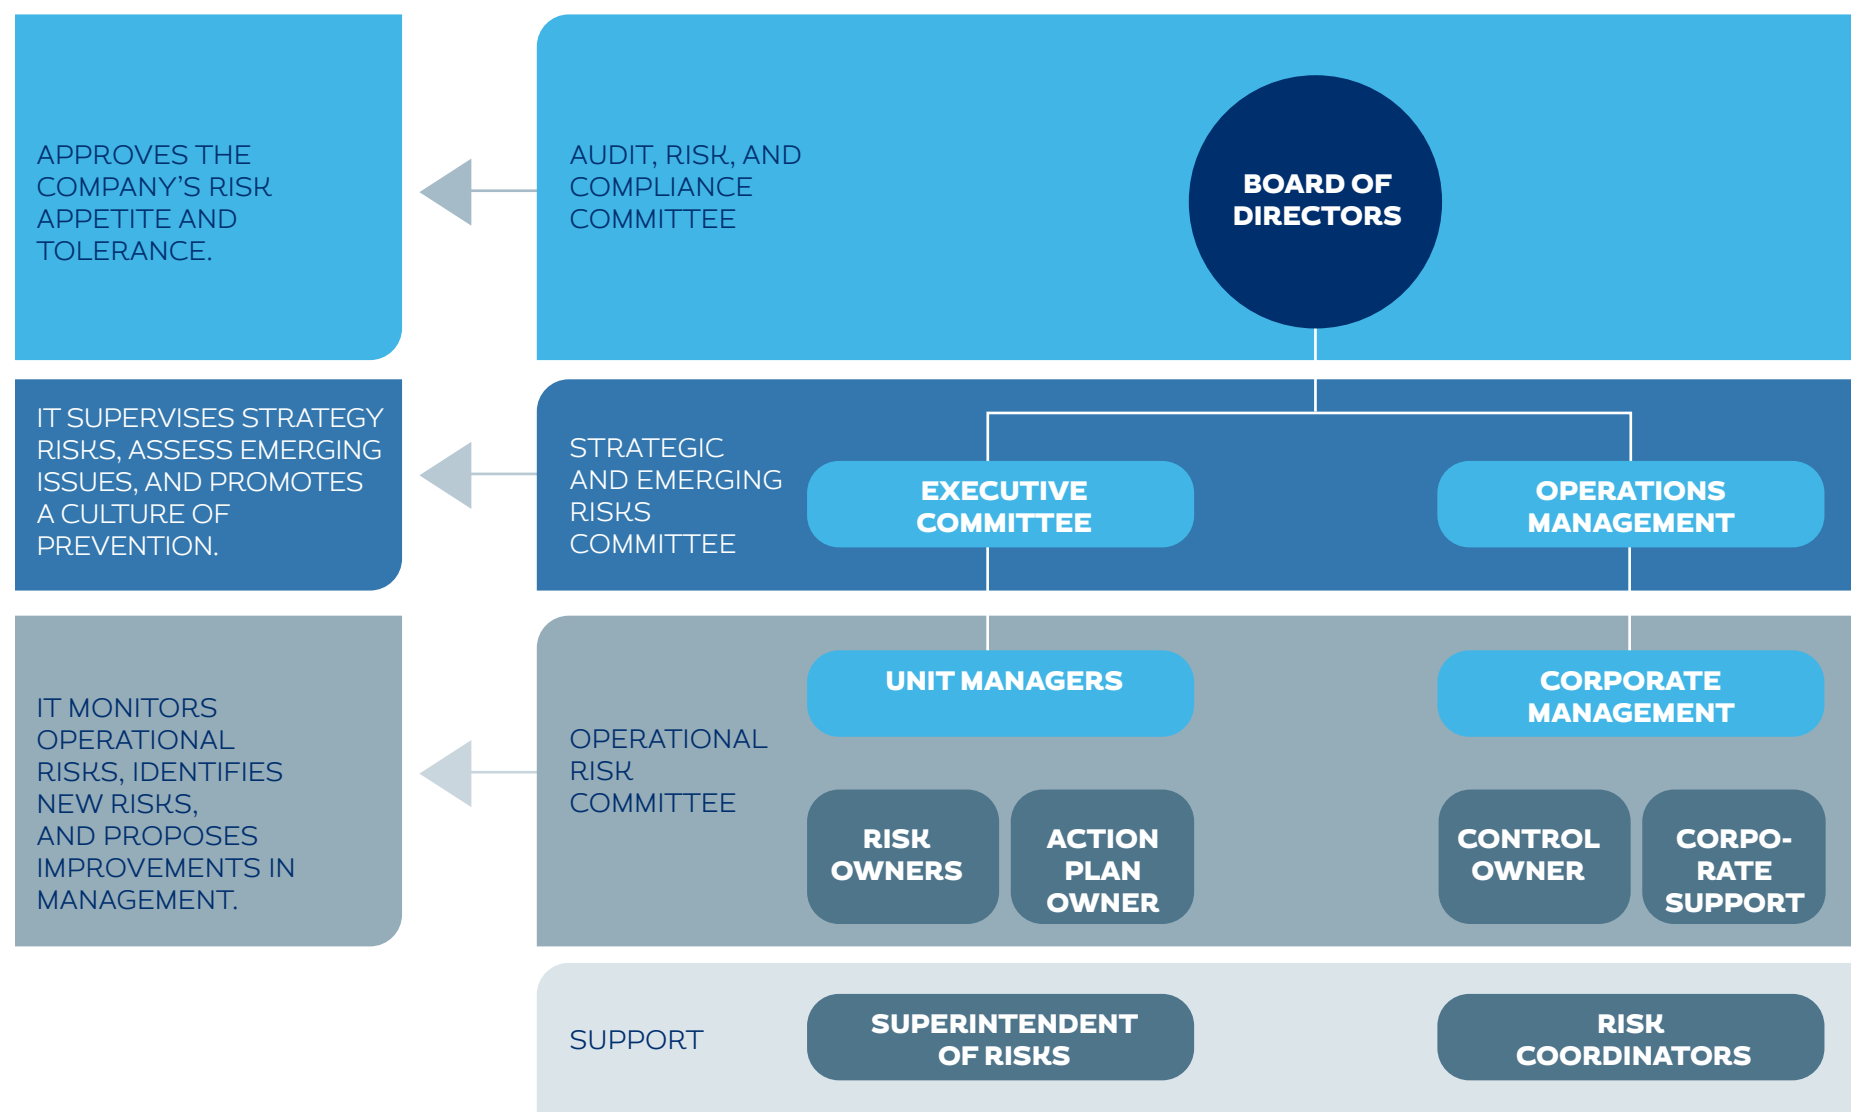 APPROVES THE
COMPANY’S RISK
APPETITE AND
TOLERANCE.
AUDIT, RISK, AND
COMPLIANCE
COMMITTEE
BOARD OF
DIRECTORS
IT SUPERVISES STRATEGY
RISKS, ASSESS EMERGING
ISSUES, AND PROMOTES
A CULTURE OF
PREVENTION.
STRATEGIC
AND EMERGING
RISKS
COMMITTEE
EXECUTIVE
COMMITTEE
OPERATIONS
MANAGEMENT
IT MONITORS
OPERATIONAL
RISKS, IDENTIFIES
NEW RISKS,
AND PROPOSES
IMPROVEMENTS IN
MANAGEMENT.
OPERATIONAL
RISK
COMMITTEE
UNIT MANAGERS
CORPORATE
MANAGEMENT
RISK
OWNERS
ACTION
PLAN
OWNER
CONTROL
OWNER
CORPO-
RATE
SUPPORT
SUPPORT
SUPERINTENDENT
OF RISKS
RISK
COORDINATORS